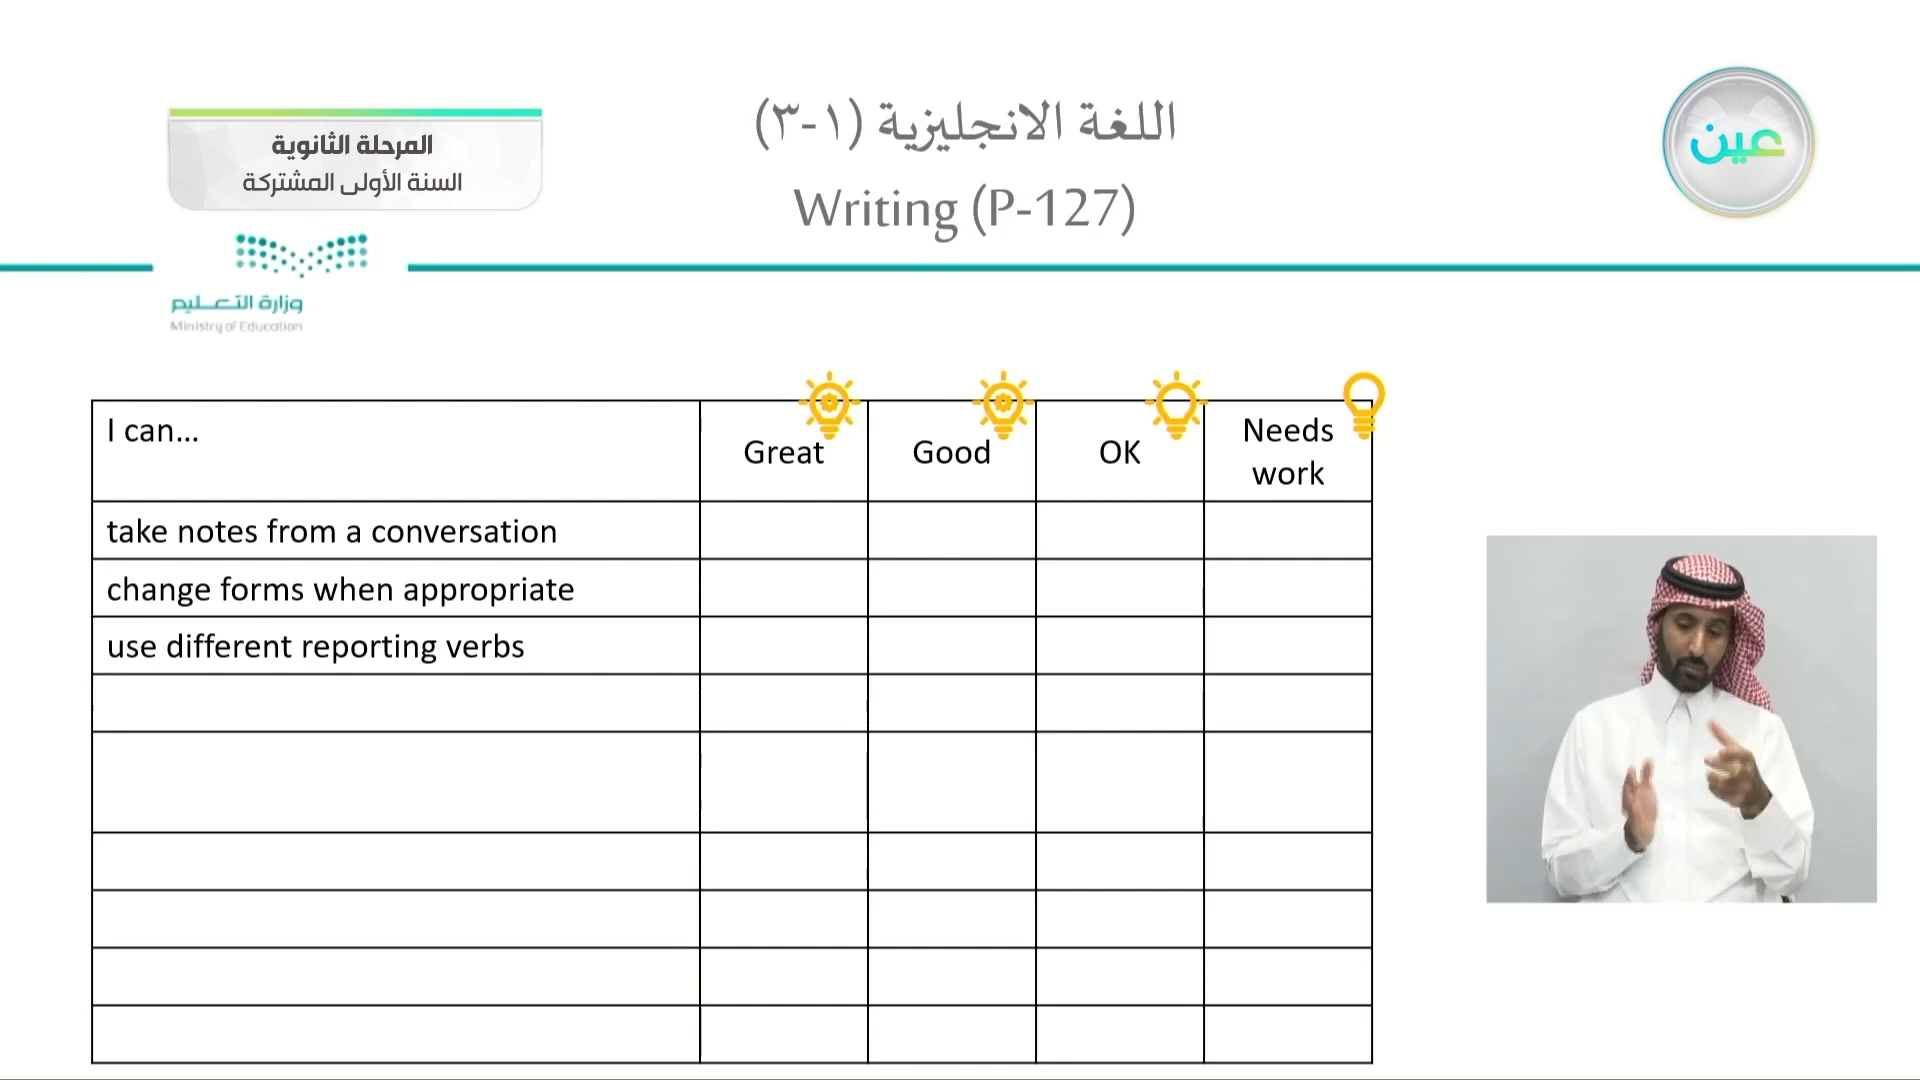 اللغة الانجليزية (١-٣)
Writing (P-127)
المرحلة الثانوية
السنة الأولى المشتركة
عين
وزارة التعليم
Ministry of Education
I can...
Great
Good
OK
Needs
work
take notes from a conversation
change forms when appropriate
use different reporting verbs